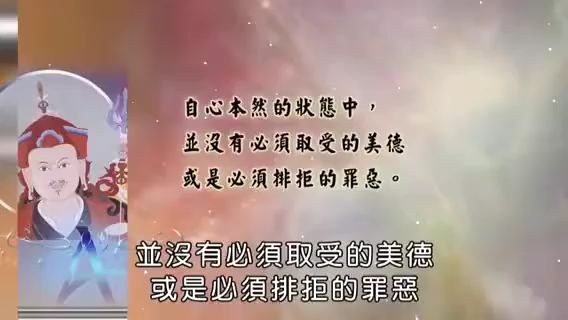 自心本然的狀態中，
並沒有必須取受的美德
或是必須排拒的罪惡。
並沒有必須取受的美德
或是必須排拒的罪惡